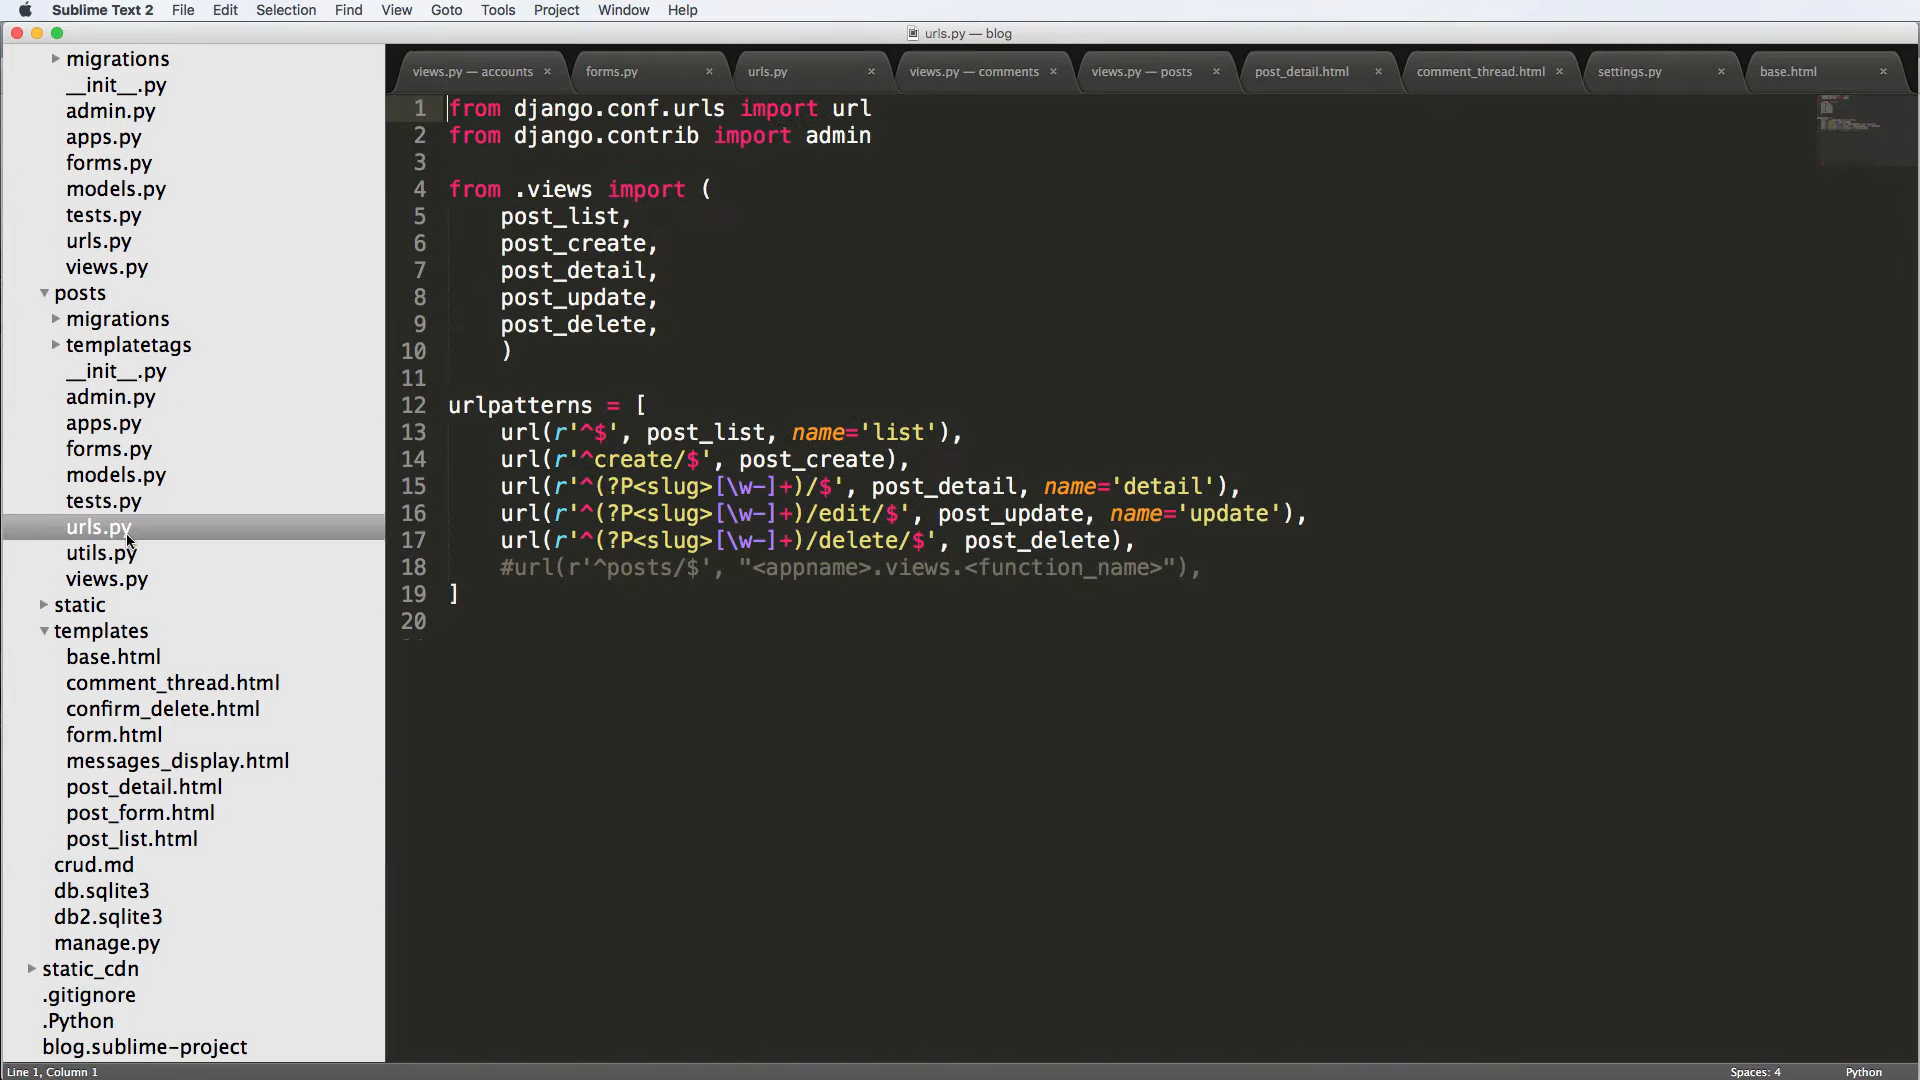 Sublime Text 2 File Edit Selection Find View Goto Tools Project Window Help
urls.py — blog
views.py — accounts × forms.py × urls.py × views.py — comments × views.py — posts × post_detail.html × comment_thread.html × settings.py × base.html ×
migrations
__init__.py
admin.py
apps.py
forms.py
models.py
tests.py
urls.py
views.py
posts
migrations
templatetags
__init__.py
admin.py
apps.py
forms.py
models.py
tests.py
urls.py
utils.py
views.py
static
templates
base.html
comment_thread.html
confirm_delete.html
form.html
messages_display.html
post_detail.html
post_form.html
post_list.html
crud.md
db.sqlite3
db2.sqlite3
manage.py
static_cdn
.gitignore
.Python
blog.sublime-project
1 from django.conf.urls import url
2 from django.contrib import admin
3
4 from .views import (
5 post_list,
6 post_create,
7 post_detail,
8 post_update,
9 post_delete,
10 )
11
12 urlpatterns = [
13 url(r'^$', post_list, name='list'),
14 url(r'^create/$', post_create),
15 url(r'^(?P<slug>[\w-]+)/$', post_detail, name='detail'),
16 url(r'^(?P<slug>[\w-]+)/edit/$', post_update, name='update'),
17 url(r'^(?P<slug>[\w-]+)/delete/$', post_delete),
18 #url(r'^posts/$', "<appname>.views.<function_name>"),
19 ]
20
Line 1, Column 1 Spaces: 4 Python